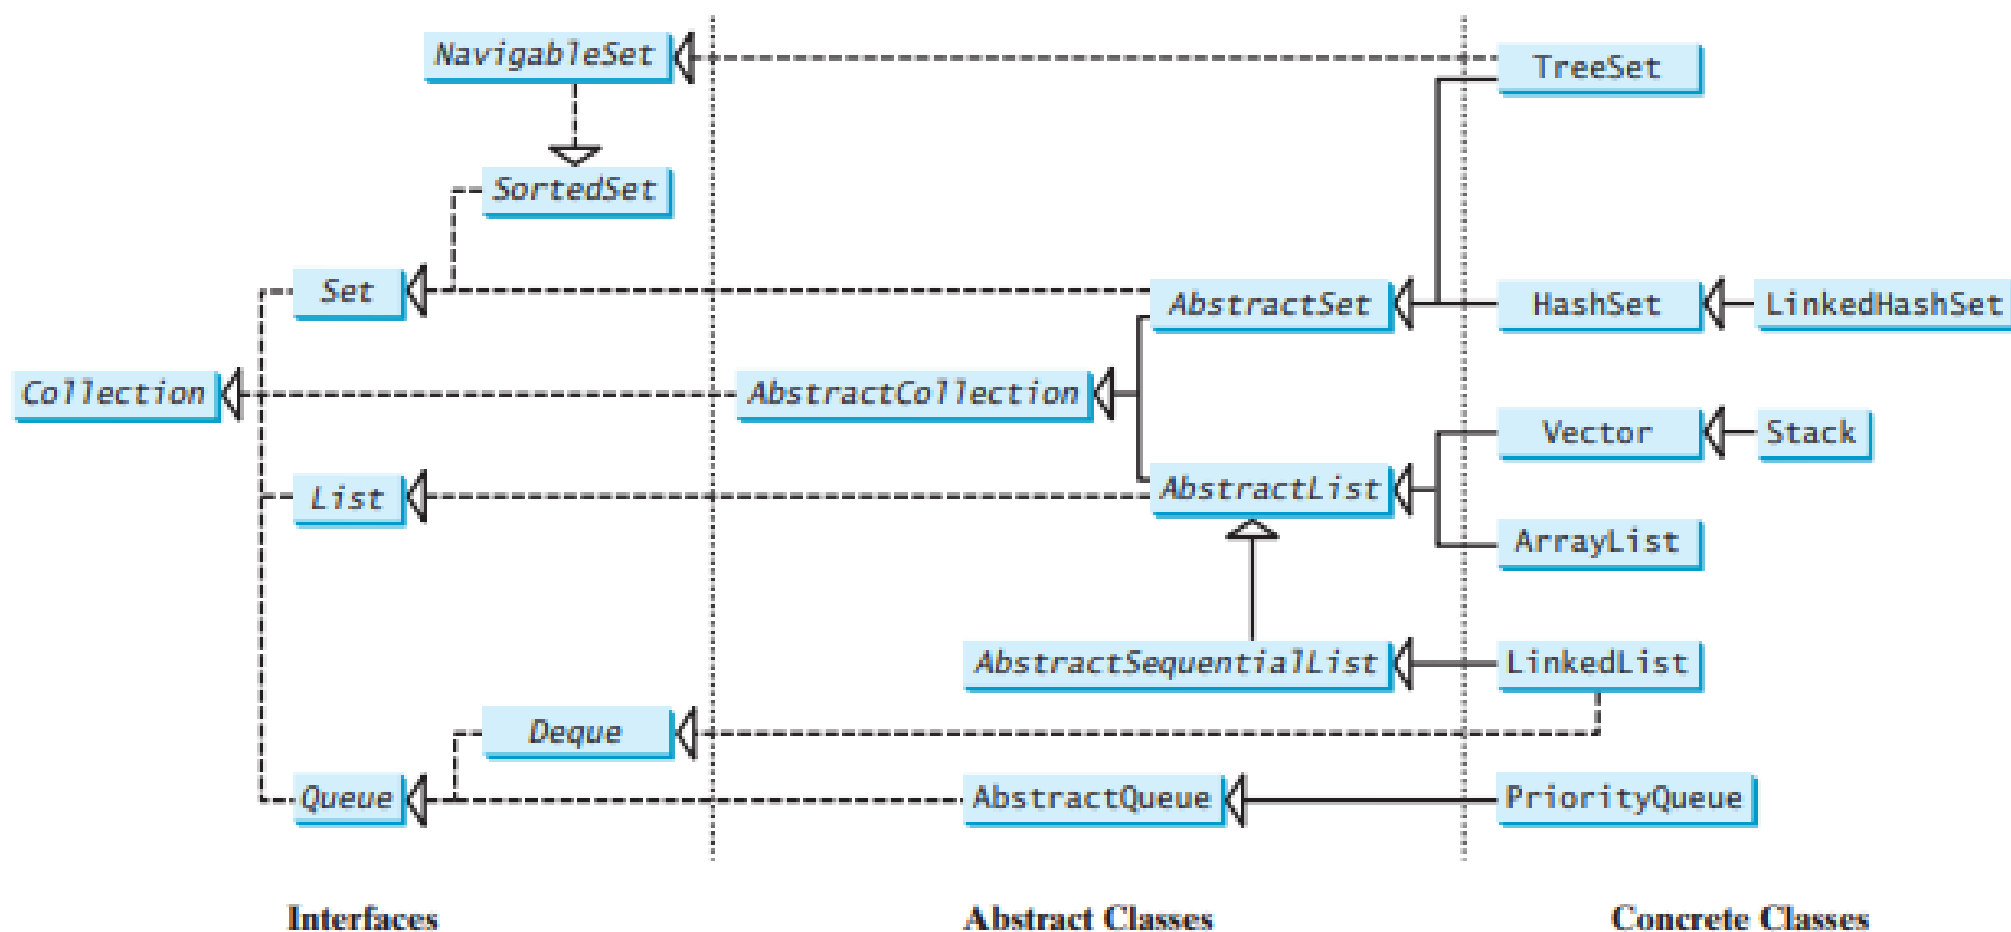 NavigableSet
TreeSet
SortedSet
Set
AbstractSet
HashSet
LinkedHashSet
Collection
AbstractCollection
Vector
Stack
List
AbstractList
ArrayList
AbstractSequentialList
LinkedList
Deque
Queue
AbstractQueue
PriorityQueue
Interfaces
Abstract Classes
Concrete Classes